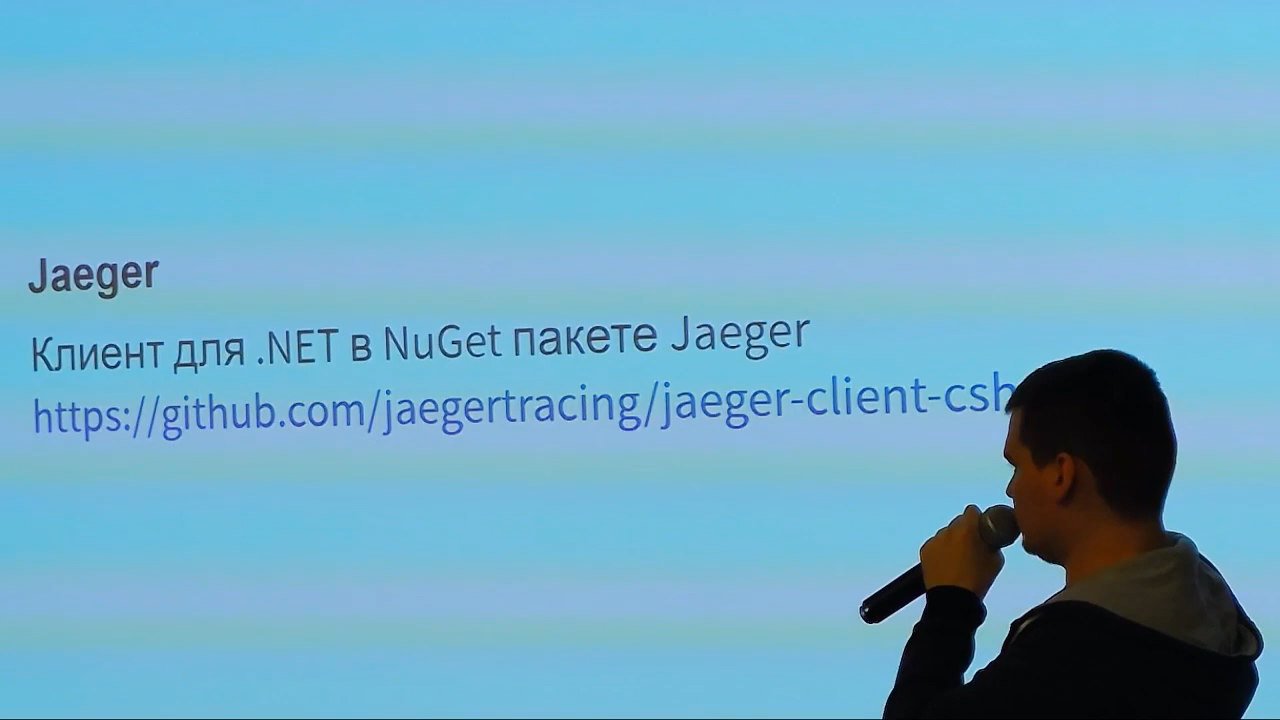 Jaeger
Клиент для .NET в NuGet пакете Jaeger
https://github.com/jaegertracing/jaeger-client-csh